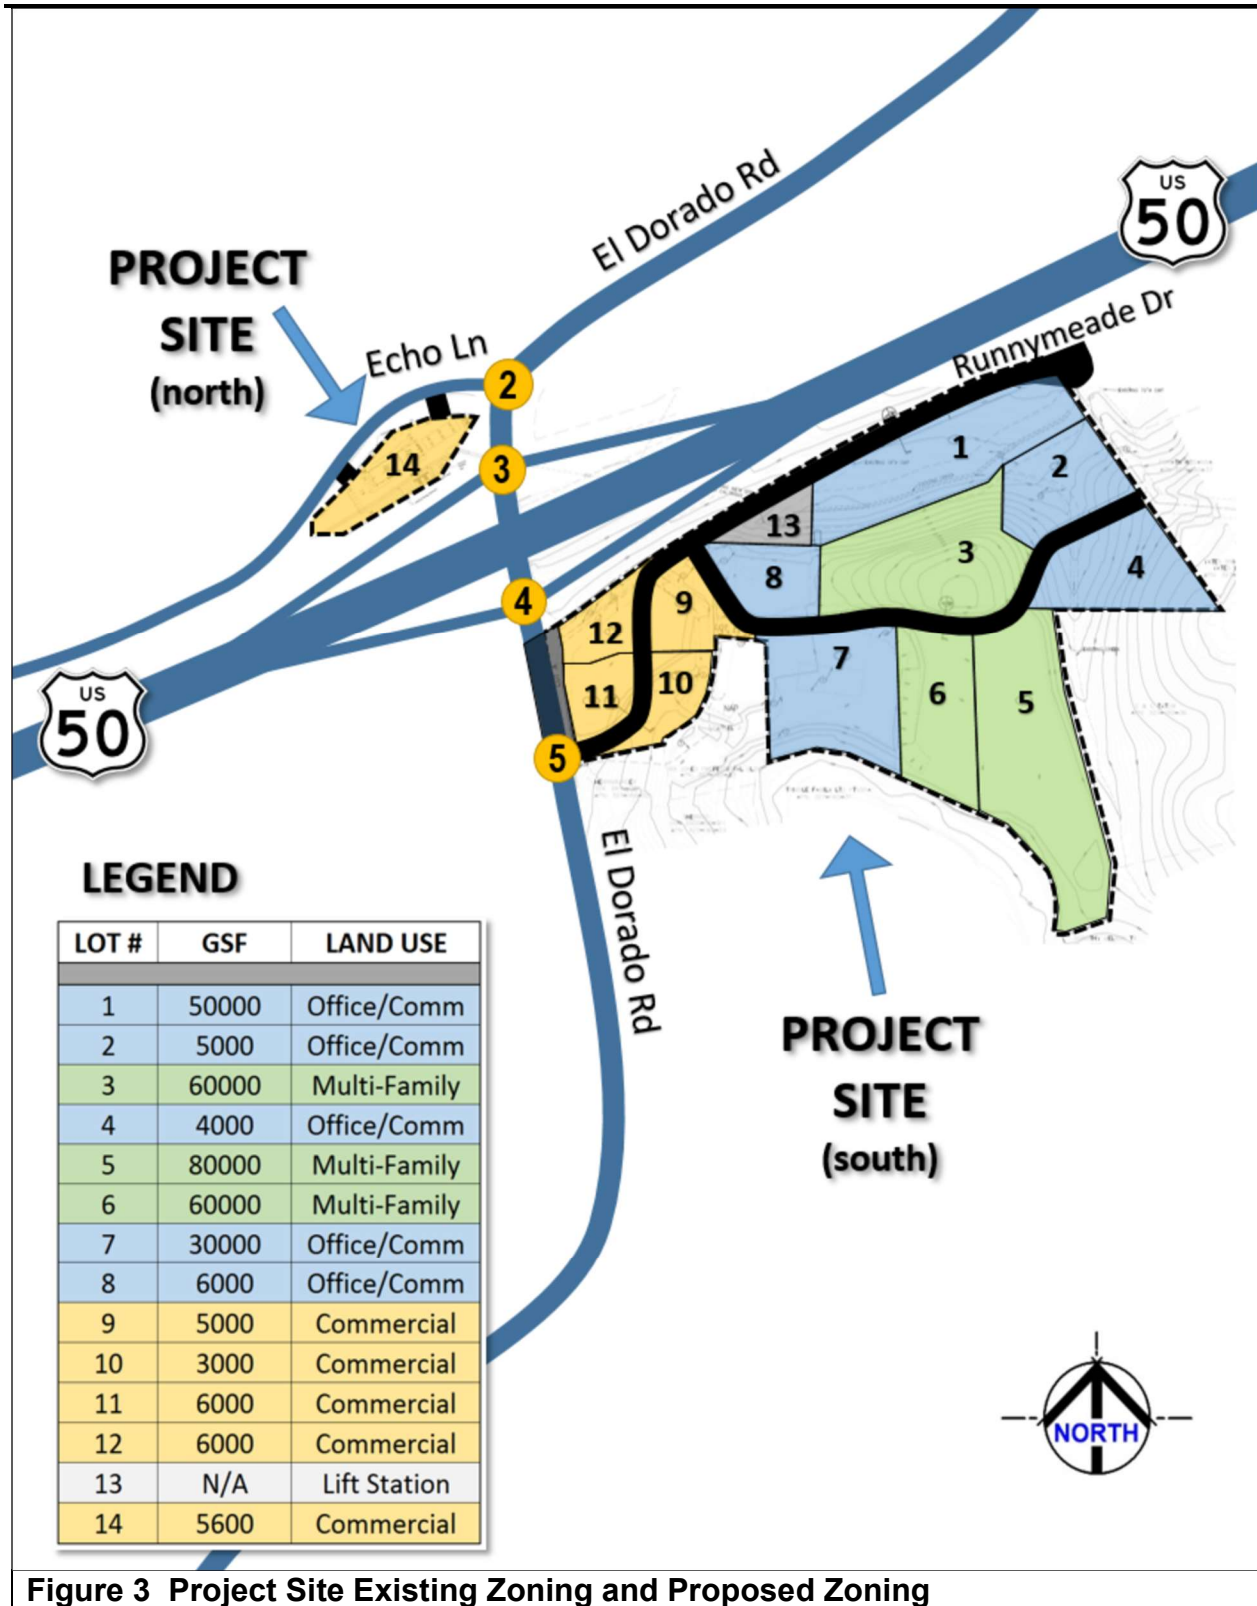 El Dorado Rd
US
50
Runnymeade Dr
PROJECT
SITE
(north)
Echo Ln
2
3
4
5
14
1
2
13
3
8
4
9
12
7
10
11
6
5
US
50
El Dorado Rd
PROJECT
SITE
(south)
LEGEND
LOT # GSF LAND USE
1 50000 Office/Comm
2 5000 Office/Comm
3 60000 Multi-Family
4 4000 Office/Comm
5 80000 Multi-Family
6 60000 Multi-Family
7 30000 Office/Comm
8 6000 Office/Comm
9 5000 Commercial
10 3000 Commercial
11 6000 Commercial
12 6000 Commercial
13 N/A Lift Station
14 5600 Commercial
NORTH
Figure 3 Project Site Existing Zoning and Proposed Zoning